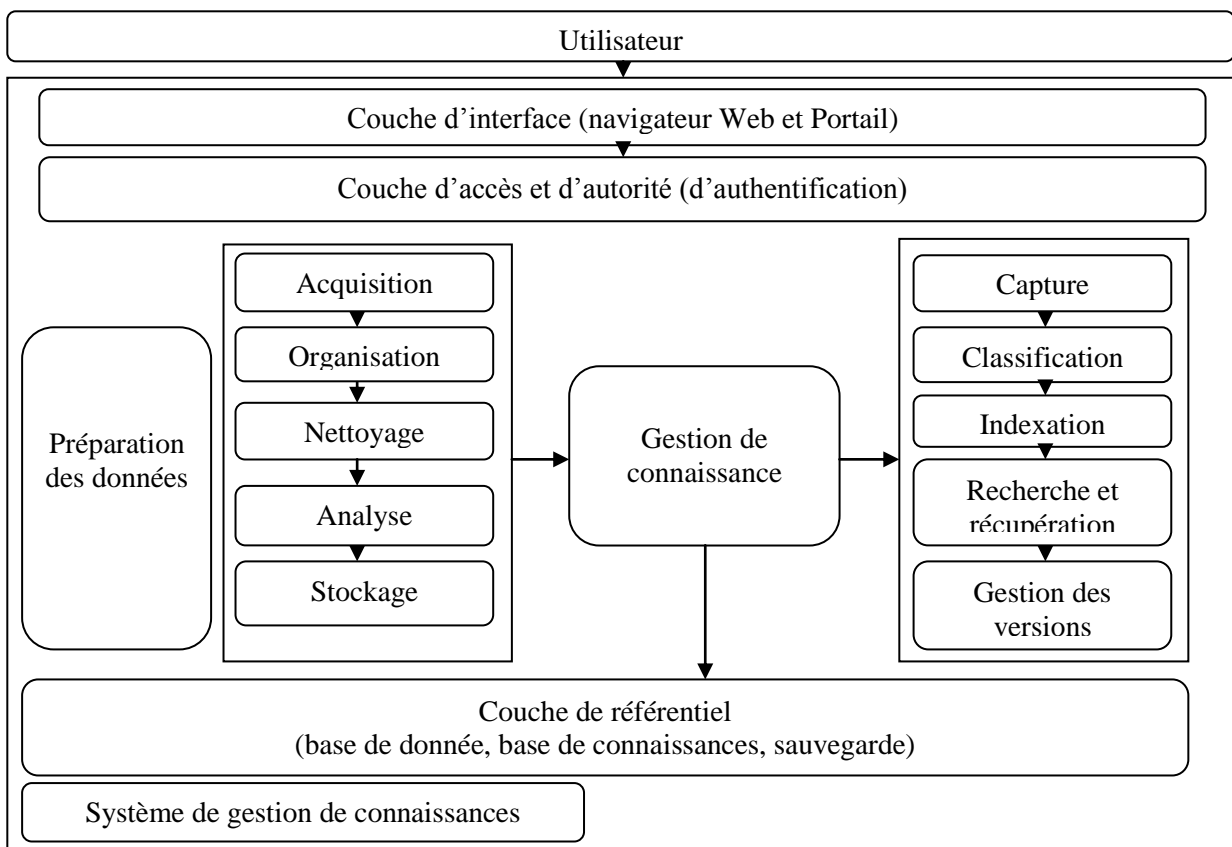 Utilisateur
Couche d’interface (navigateur Web et Portail)
Couche d’accès et d’autorité (d’authentification)
Préparation
des données
Acquisition
Organisation
Nettoyage
Analyse
Stockage
Gestion de
connaissance
Capture
Classification
Indexation
Recherche et
récupération
Gestion des
versions
Couche de référentiel
(base de donnée, base de connaissances, sauvegarde)
Système de gestion de connaissances